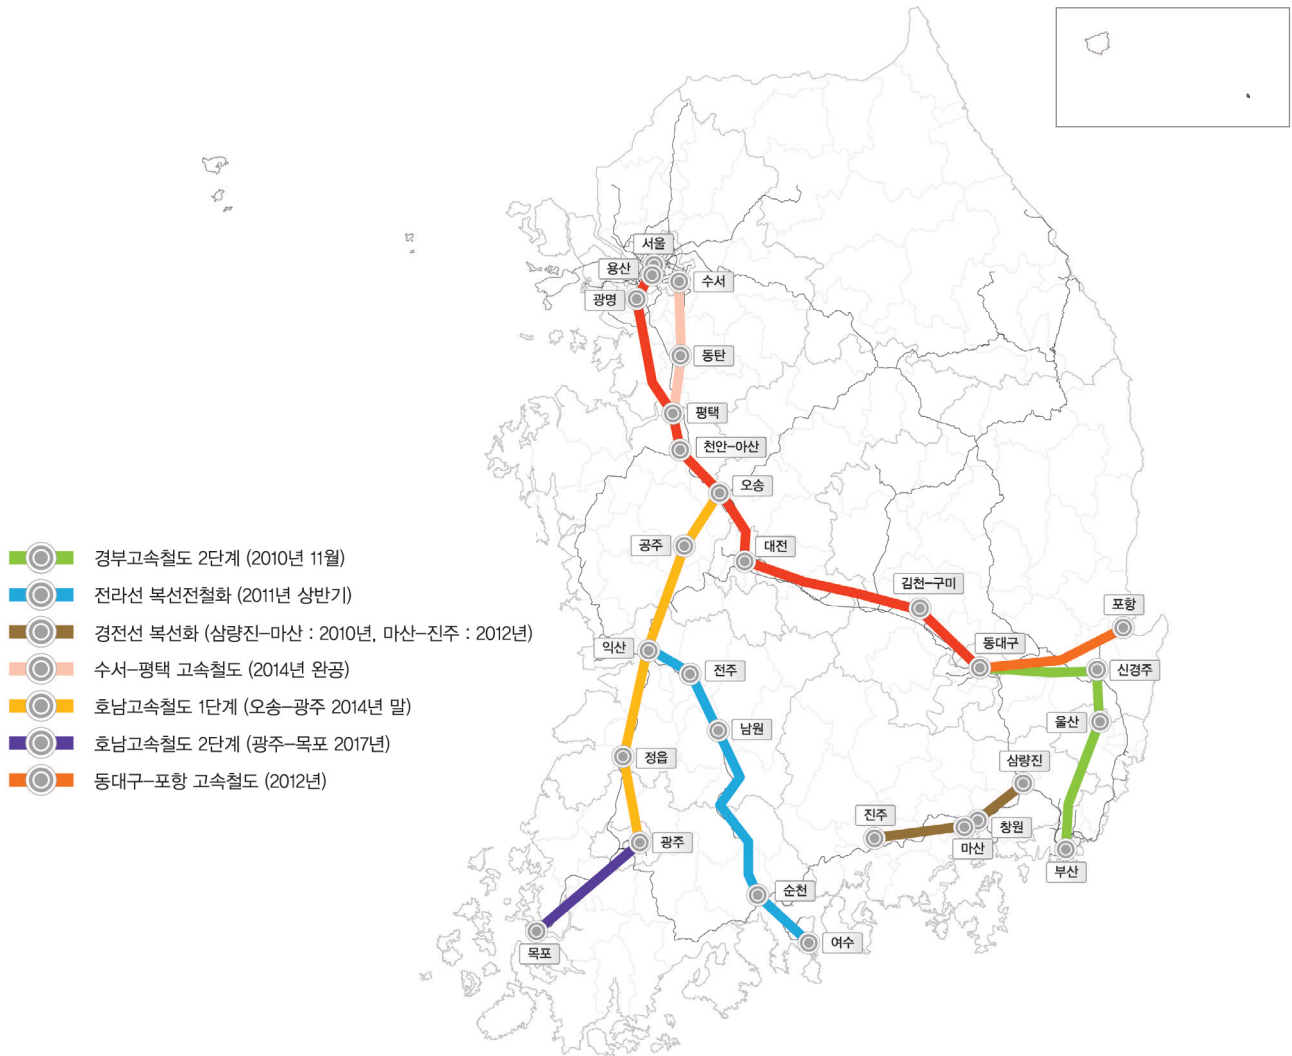 서울
용산
수서
광명
동탄
평택
천안-아산
오송
공주
대전
김천-구미
포항
동대구
신경주
익산
전주
울산
남원
정읍
삼량진
진주
창원
광주
마산
부산
순천
여수
목포
경부고속철도 2단계 (2010년 11월)
전라선 복선전철화 (2011년 상반기)
경전선 복선화 (삼량진-마산 : 2010년, 마산-진주 : 2012년)
수서-평택 고속철도 (2014년 완공)
호남고속철도 1단계 (오송-광주 2014년 말)
호남고속철도 2단계 (광주-목포 2017년)
동대구-포항 고속철도 (2012년)